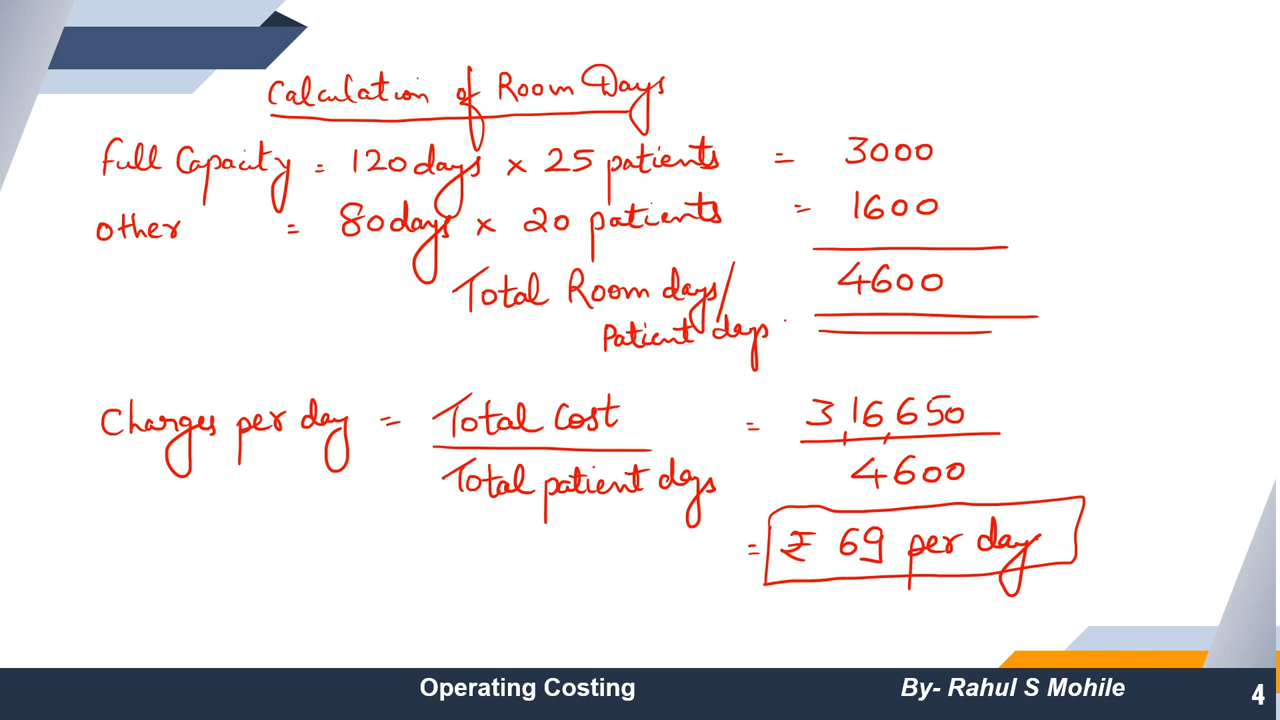 Calculation of Room Days
Full Capacity = 120 days × 25 patients = 3000
other = 80 days × 20 patients = 1600
Total Room days/ 4600
Patient days
Charges per day = Total Cost = 3,16,650
Total patient days 4600
= ₹ 69 per day
Operating Costing By- Rahul S Mohile 4